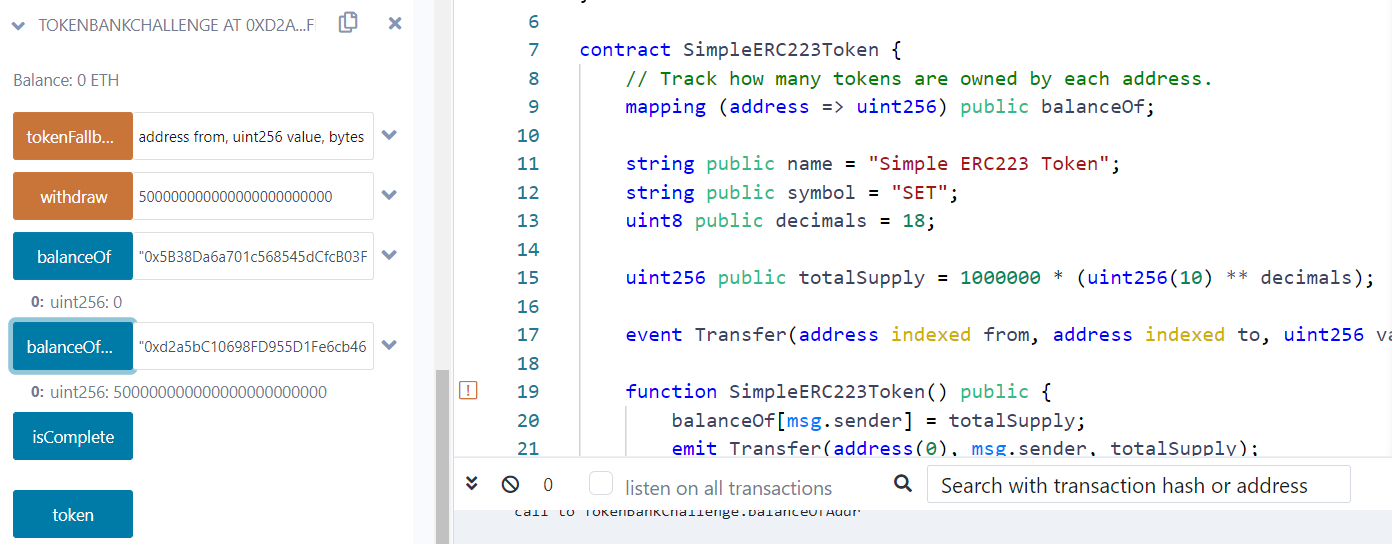 TOKENBANKCHALLENGE AT 0XD2A...F
Balance: 0 ETH
tokenFallb... address from, uint256 value, bytes
withdraw 500000000000000000000000
balanceOf "0x5B38Da6a701c568545dCfcB03F
0: uint256: 0
balanceOf... "0xd2a5bC10698FD955D1Fe6cb46
0: uint256: 500000000000000000000000
isComplete
token
6
7 contract SimpleERC223Token {
8 // Track how many tokens are owned by each address.
9 mapping (address => uint256) public balanceOf;
10
11 string public name = "Simple ERC223 Token";
12 string public symbol = "SET";
13 uint8 public decimals = 18;
14
15 uint256 public totalSupply = 1000000 * (uint256(10) ** decimals);
16
17 event Transfer(address indexed from, address indexed to, uint256 va
18
19 function SimpleERC223Token() public {
20 balanceOf[msg.sender] = totalSupply;
21 emit Transfer(address(0), msg.sender, totalSupply);
0 listen on all transactions Search with transaction hash or address
call to TokenBankChallenge.balanceOfAddr